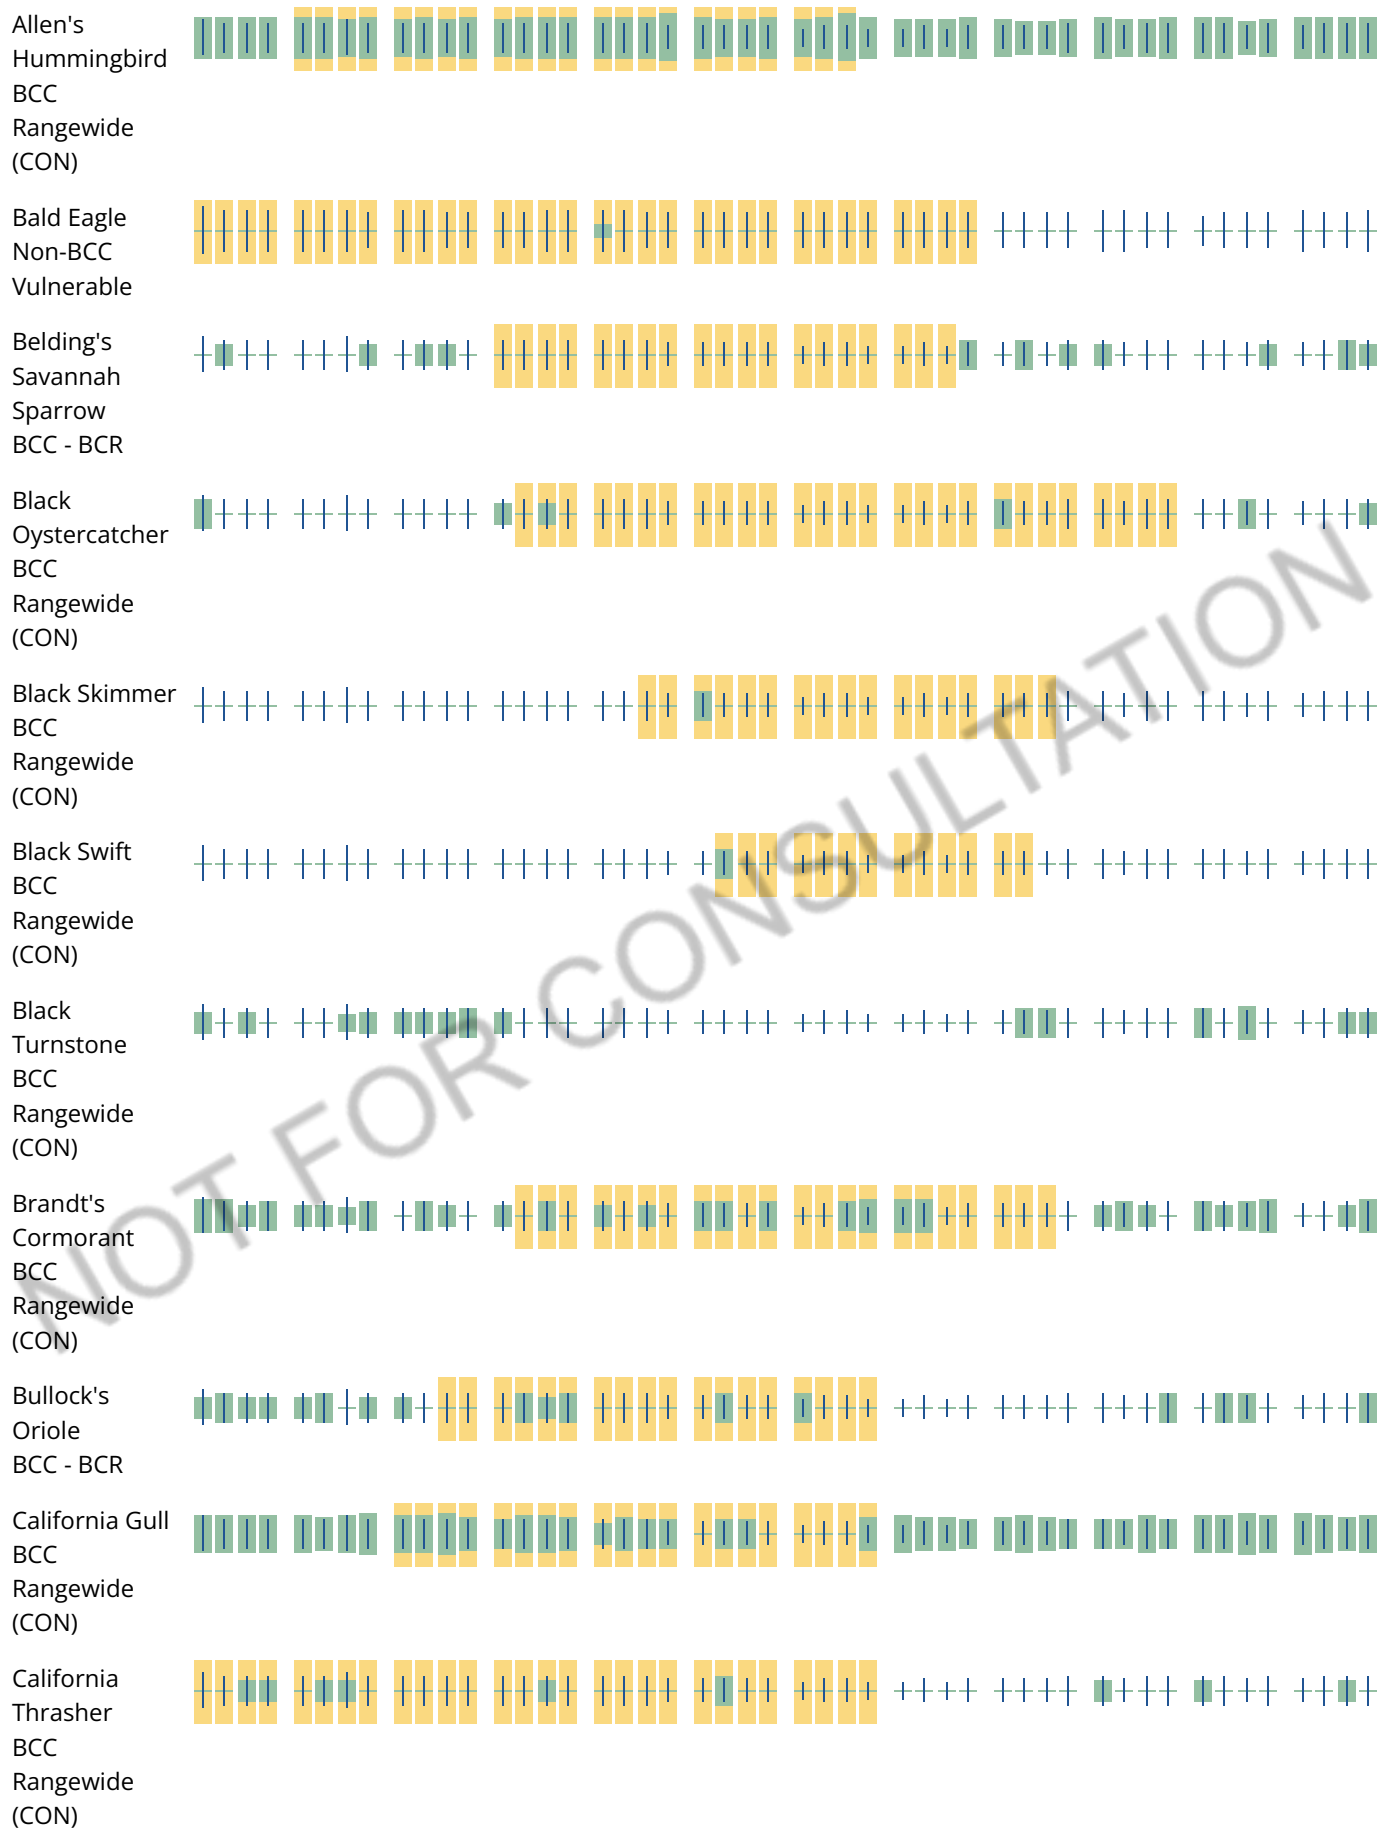 Allen's
Hummingbird
BCC
Rangewide
(CON)
Bald Eagle
Non-BCC
Vulnerable
Belding's
Savannah
Sparrow
BCC - BCR
Black
Oystercatcher
BCC
Rangewide
(CON)
Black Skimmer
BCC
Rangewide
(CON)
Black Swift
BCC
Rangewide
(CON)
Black
Turnstone
BCC
Rangewide
(CON)
Brandt's
Cormorant
BCC
Rangewide
(CON)
Bullock's
Oriole
BCC - BCR
California Gull
BCC
Rangewide
(CON)
California
Thrasher
BCC
Rangewide
(CON)
NOT FOR CONSULTATION